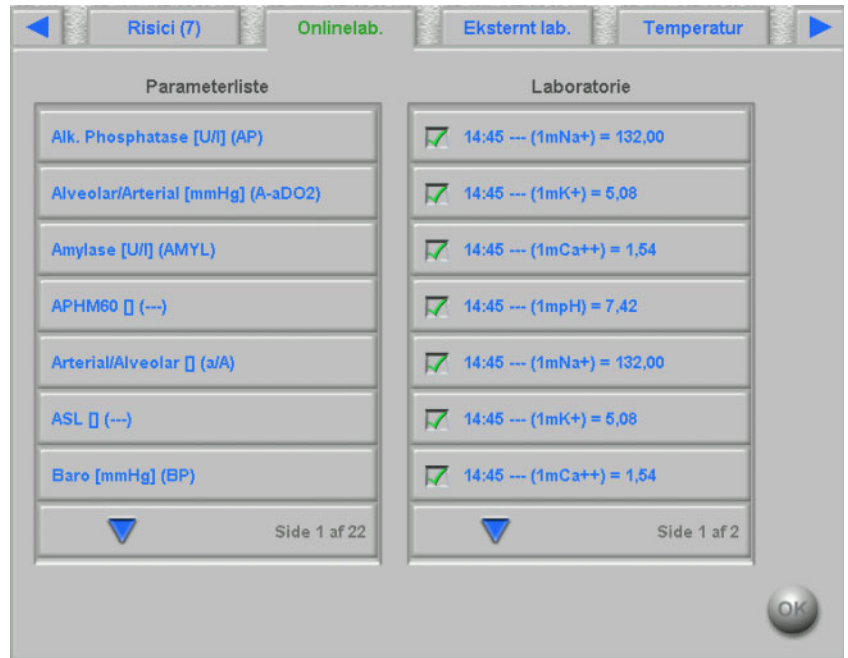 Risici (7)
Onlinelab.
Eksternt lab.
Temperatur
Parameterliste
Alk. Phosphatase [U/l] (AP)
Alveolar/Arterial [mmHg] (A-aDO2)
Amylase [U/l] (AMYL)
APHM60 [] (---)
Arterial/Alveolar [] (a/A)
ASL [] (---)
Baro [mmHg] (BP)
Side 1 af 22
Laboratorie
14:45 --- (1mNa+) = 132,00
14:45 --- (1mK+) = 5,08
14:45 --- (1mCa++) = 1,54
14:45 --- (1mpH) = 7,42
14:45 --- (1mNa+) = 132,00
14:45 --- (1mK+) = 5,08
14:45 --- (1mCa++) = 1,54
Side 1 af 2
OK